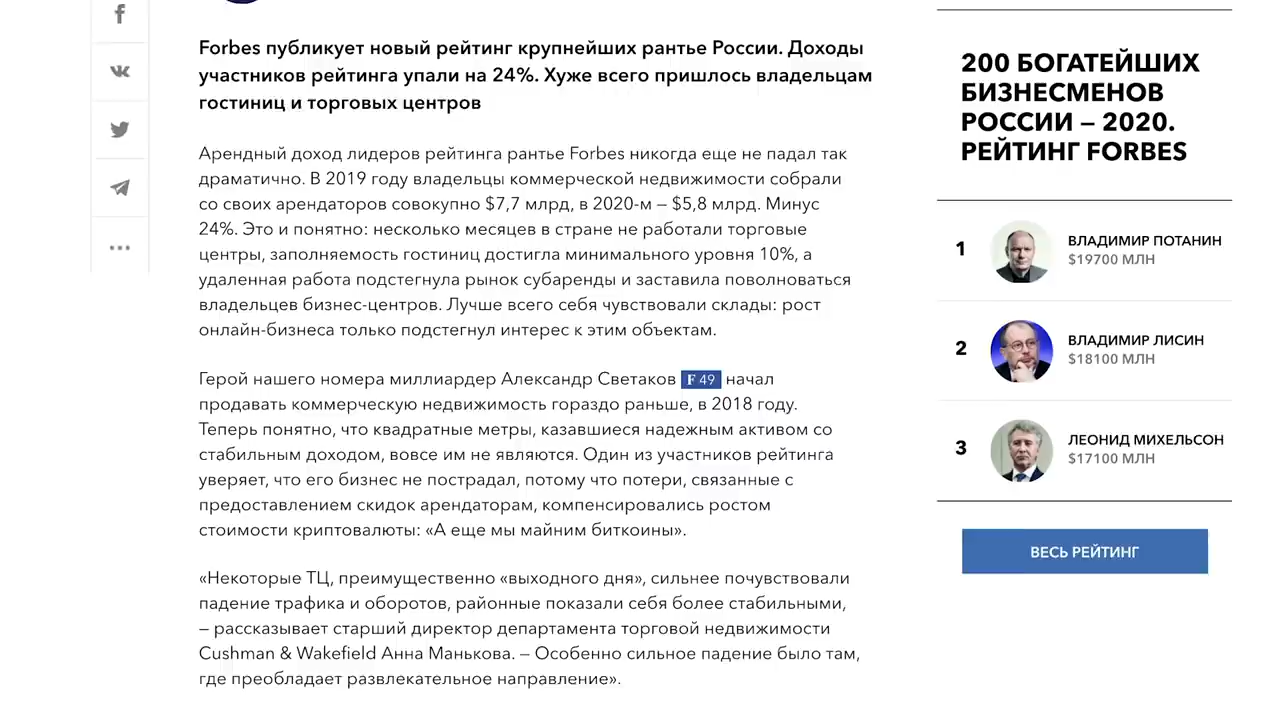 Forbes публикует новый рейтинг крупнейших рантье России. Доходы
участников рейтинга упали на 24%. Хуже всего пришлось владельцам
гостиниц и торговых центров
Арендный доход лидеров рейтинга рантье Forbes никогда еще не падал так
драматично. В 2019 году владельцы коммерческой недвижимости собрали
со своих арендаторов совокупно $7,7 млрд, в 2020-м — $5,8 млрд. Минус
24%. Это и понятно: несколько месяцев в стране не работали торговые
центры, заполняемость гостиниц достигла минимального уровня 10%, а
удаленная работа подстегнула рынок субаренды и заставила поволноваться
владельцев бизнес-центров. Лучше всего себя чувствовали склады: рост
онлайн-бизнеса только подстегнул интерес к этим объектам.
Герой нашего номера миллиардер Александр Светаков F 49 начал
продавать коммерческую недвижимость гораздо раньше, в 2018 году.
Теперь понятно, что квадратные метры, казавшиеся надежным активом со
стабильным доходом, вовсе им не являются. Один из участников рейтинга
уверяет, что его бизнес не пострадал, потому что потери, связанные с
предоставлением скидок арендаторам, компенсировались ростом
стоимости криптовалюты: «А еще мы майним биткоины».
«Некоторые ТЦ, преимущественно «выходного дня», сильнее почувствовали
падение трафика и оборотов, районные показали себя более стабильными,
— рассказывает старший директор департамента торговой недвижимости
Cushman & Wakefield Анна Манькова. — Особенно сильное падение было там,
где преобладает развлекательное направление».
200 БОГАТЕЙШИХ
БИЗНЕСМЕНОВ
РОССИИ — 2020.
РЕЙТИНГ FORBES
1
ВЛАДИМИР ПОТАНИН
$19700 МЛН
2
ВЛАДИМИР ЛИСИН
$18100 МЛН
3
ЛЕОНИД МИХЕЛЬСОН
$17100 МЛН
ВЕСЬ РЕЙТИНГ